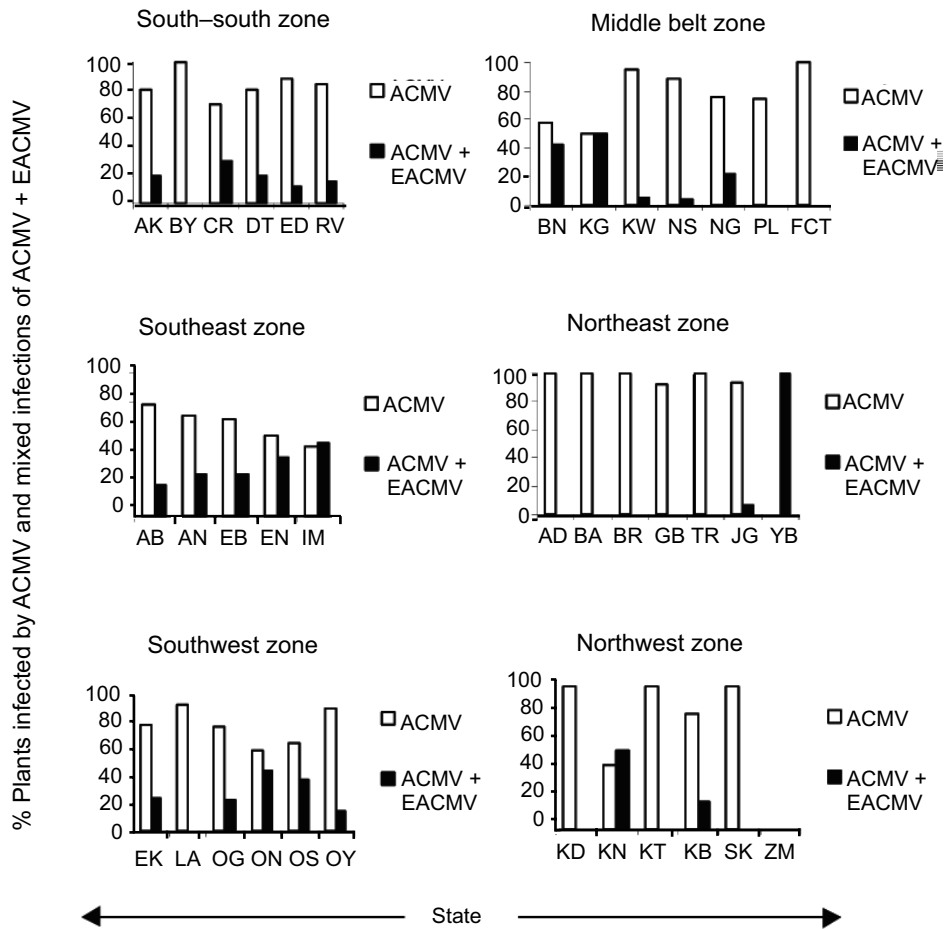 % Plants infected by ACMV and mixed infections of ACMV + EACMV
South–south zone
100
80
60
40
20
0
AK BY CR DT ED RV
ACMV
ACMV +
EACMV
Middle belt zone
100
80
60
40
20
0
BN KG KW NS NG PL FCT
ACMV
ACMV +
EACMV
Southeast zone
100
80
60
40
20
0
AB AN EB EN IM
ACMV
ACMV +
EACMV
Northeast zone
100
80
60
40
20
0
AD BA BR GB TR JG YB
ACMV
ACMV +
EACMV
Southwest zone
100
80
60
40
20
0
EK LA OG ON OS OY
ACMV
ACMV +
EACMV
Northwest zone
100
80
60
40
20
0
KD KN KT KB SK ZM
ACMV
ACMV +
EACMV
State